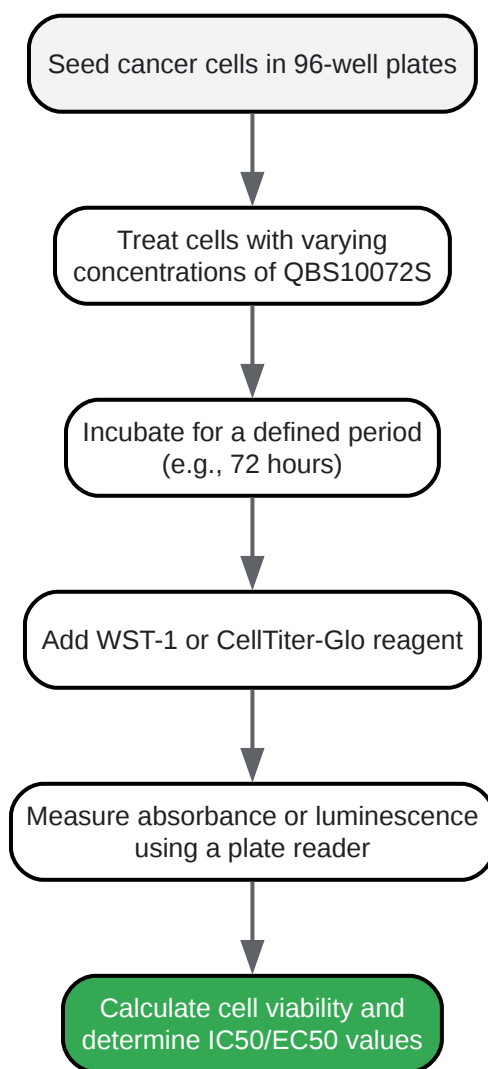 Seed cancer cells in 96-well plates
Treat cells with varying
concentrations of QBS10072S
Incubate for a defined period
(e.g., 72 hours)
Add WST-1 or CellTiter-Glo reagent
Measure absorbance or luminescence
using a plate reader
Calculate cell viability and
determine IC50/EC50 values